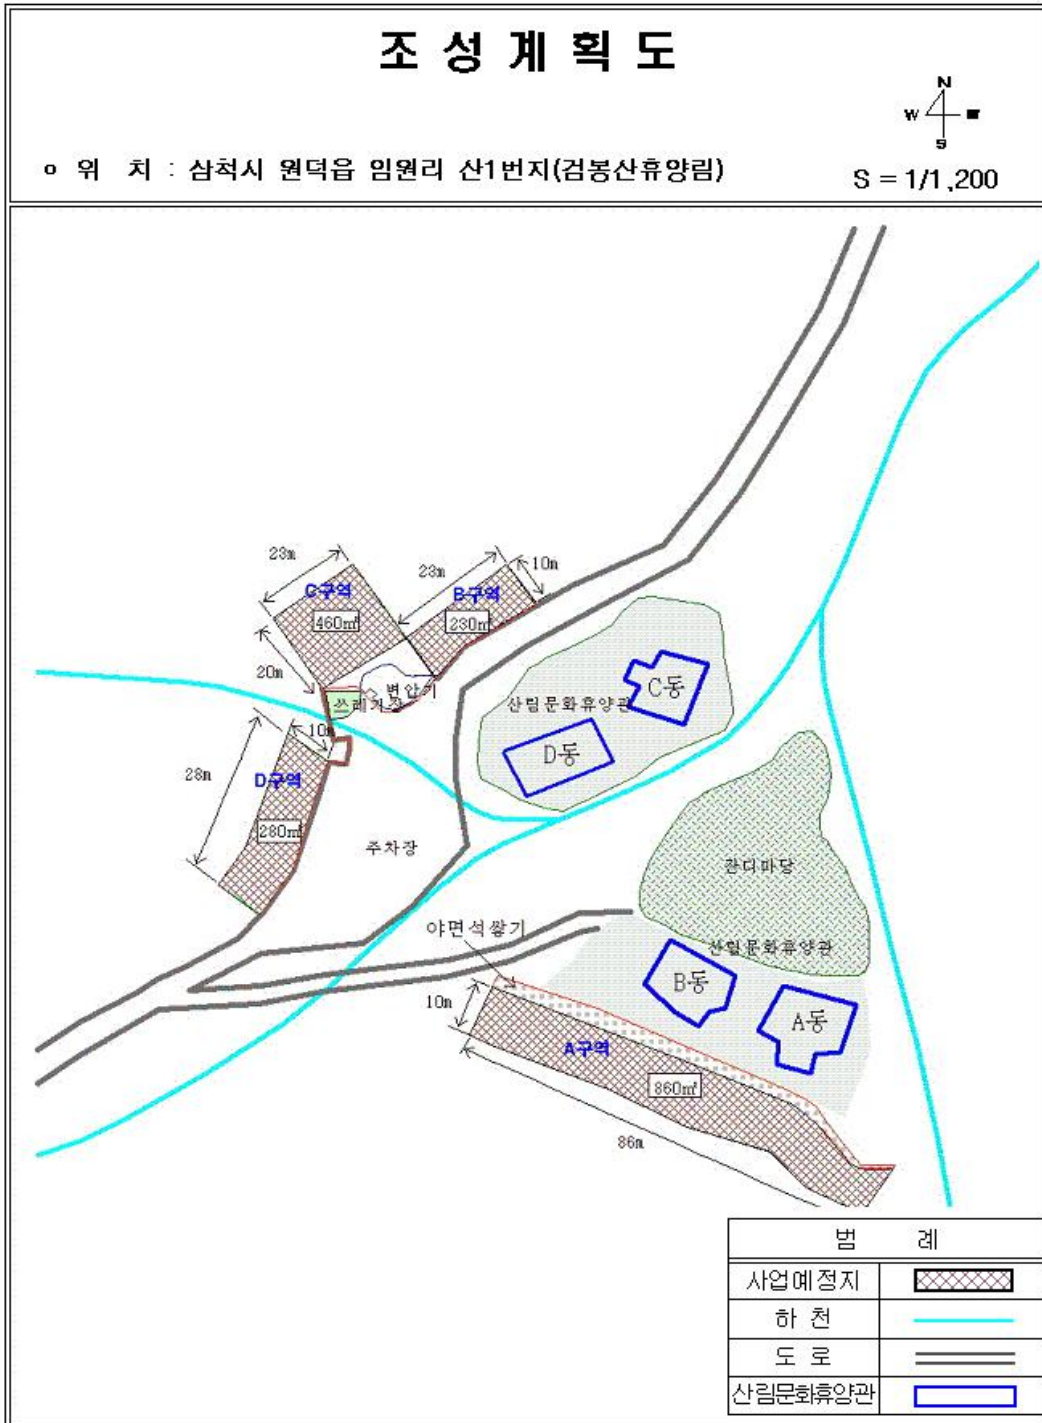 조 성 계 획 도
N
W
S
o 위 치 : 삼척시 원덕읍 임원리 산1번지(검봉산휴양림)
S = 1/1,200
23m
C구역
460㎡
20m
23m
10m
B구역
230㎡
변압기
쓰레기장
10m
28m
D구역
280㎡
주차장
산림문화휴양관
C동
D동
잔디마당
야면석쌓기
산림문화휴양관
B동
A동
10m
A구역
860㎡
86m
범 례
사업예정지
하 천
도 로
산림문화휴양관